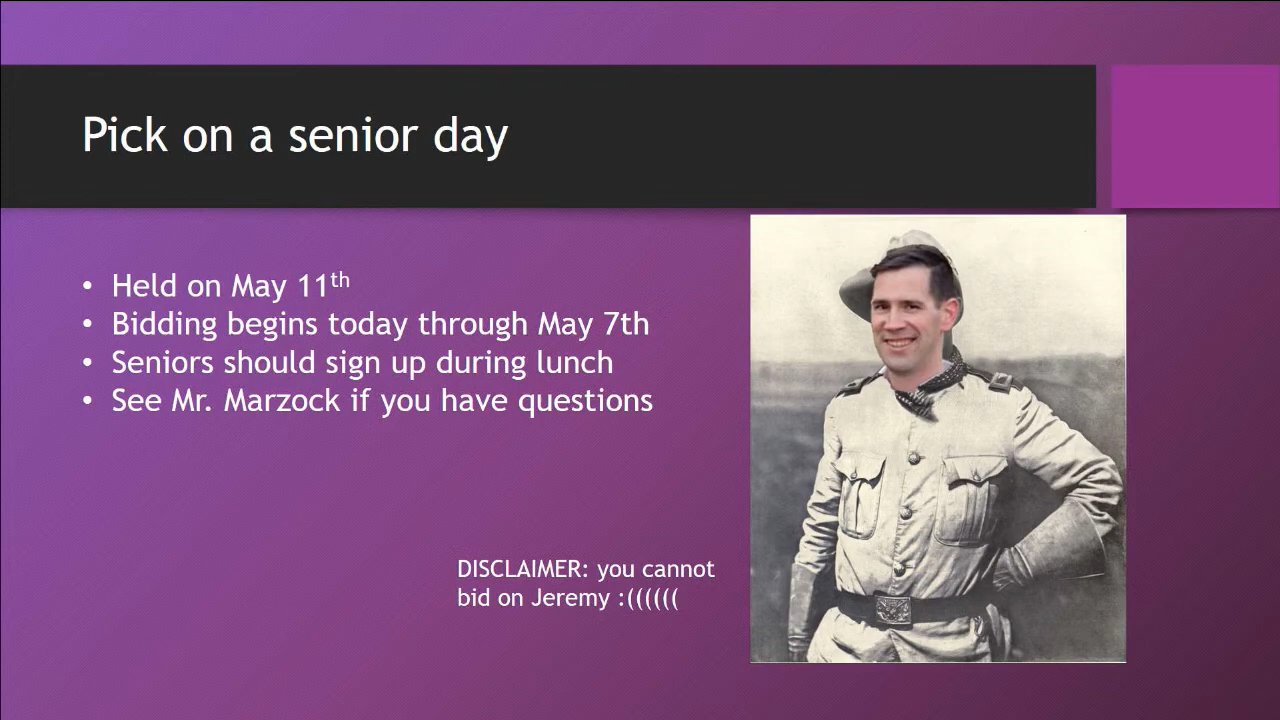 Pick on a senior day
• Held on May 11th
• Bidding begins today through May 7th
• Seniors should sign up during lunch
• See Mr. Marzock if you have questions
DISCLAIMER: you cannot
bid on Jeremy :((((((